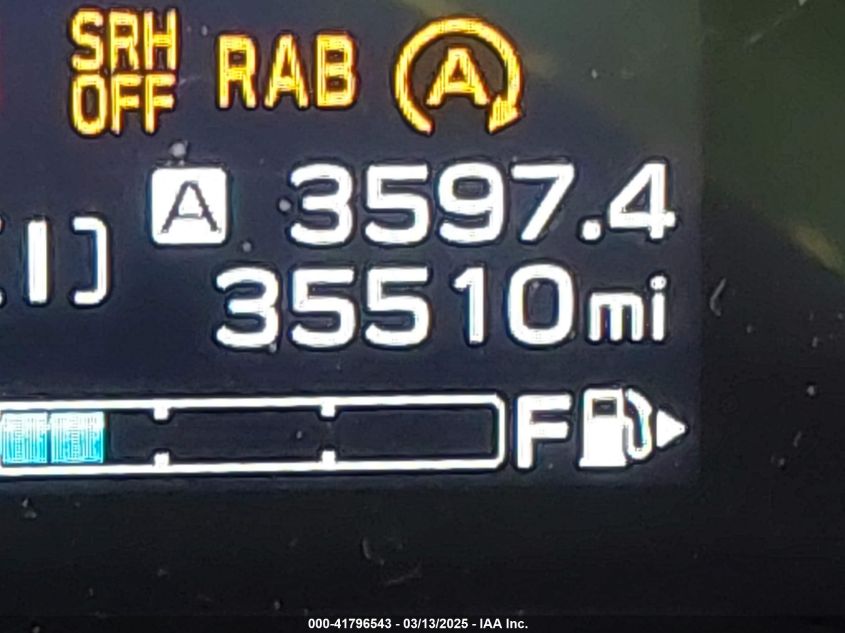 SRH OFF RAB A
A 3597.4
[I]
35510mi
F
000-41796543 - 03/13/2025 - IAA Inc.